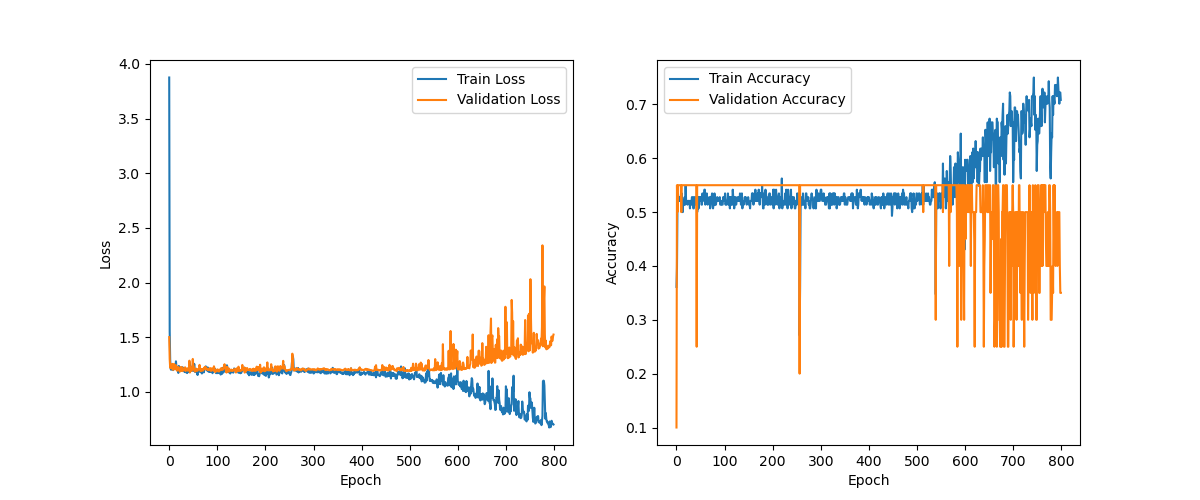 4.0
3.5
3.0
2.5
2.0
1.5
1.0
Loss
0 100 200 300 400 500 600 700 800
Epoch
Train Loss
Validation Loss
0.7
0.6
0.5
0.4
0.3
0.2
0.1
Accuracy
0 100 200 300 400 500 600 700 800
Epoch
Train Accuracy
Validation Accuracy